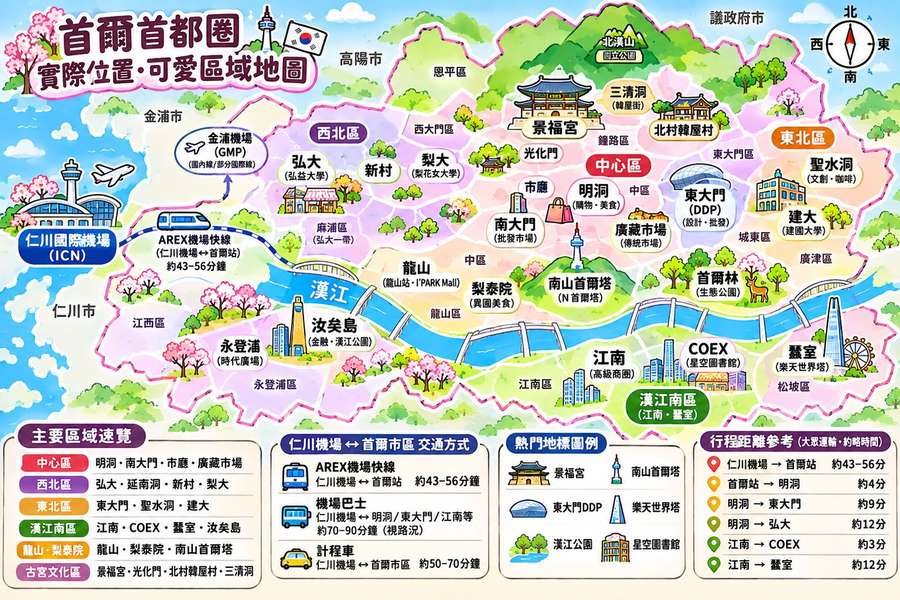 首爾首都圈
實際位置・可愛區域地圖
高陽市
恩平區
北漢山
國立公園
議政府市
北
西
東
南
金浦市
金浦機場
(GMP)
(國內線/部分國際線)
西北區
西大門區
弘大
(弘益大學)
新村
梨大
(梨花女大學)
麻浦區
(弘大一帶)
景福宮
三清洞
(韓屋街)
北村韓屋村
鐘路區
光化門
中心區
東大門區
東北區
市廳
明洞
(購物・美食)
中區
南大門
(批發市場)
廣藏市場
(傳統市場)
東大門
(DDP)
(設計・批發)
聖水洞
(文創・咖啡)
建大
(建國大學)
城東區
廣津區
仁川國際機場
(ICN)
AREX機場快線
(仁川機場↔首爾站)
約43-56分鐘
仁川市
漢江
龍山
(龍山站・I'PARK Mall)
中區
龍山區
梨泰院
(異國美食)
南山首爾塔
(N 首爾塔)
首爾林
(生態公園)
江西區
永登浦
(時代廣場)
永登浦區
汝矣島
(金融・漢江公園)
江南區
江南
(高級商圈)
COEX
(星空圖書館)
漢江南區
(江南・蠶室)
蠶室
(樂天世界塔)
松坡區
主要區域速覽
中心區 明洞・南大門・市廳・廣藏市場
西北區 弘大・延南洞・新村・梨大
東北區 東大門・聖水洞・建大
漢江南區 江南・COEX・蠶室・汝矣島
龍山・梨泰院 龍山・梨泰院・南山首爾塔
古宮文化區 景福宮・光化門・北村韓屋村・三清洞
仁川機場 ↔ 首爾市區 交通方式
AREX機場快線
仁川機場 ↔ 首爾站 約43-56分鐘
機場巴士
仁川機場 ↔ 明洞/東大門/江南等
約70-90分鐘 (視路況)
計程車
仁川機場 ↔ 首爾市區 約50-70分鐘
熱門地標圖例
景福宮
南山首爾塔
東大門DDP
樂天世界塔
漢江公園
星空圖書館
行程距離參考 (大眾運輸・約略時間)
仁川機場 → 首爾站 約43-56分
首爾站 → 明洞 約4分
明洞 → 東大門 約9分
明洞 → 弘大 約12分
江南 → COEX 約3分
江南 → 蠶室 約12分